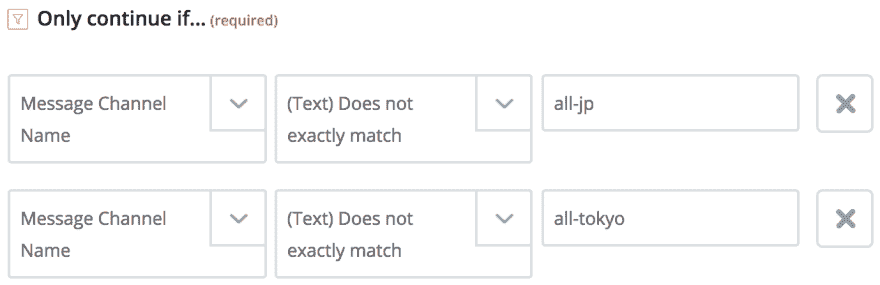 Only continue if... (required)
Message Channel
Name
(Text) Does not
exactly match
all-jp
Message Channel
Name
(Text) Does not
exactly match
all-tokyo